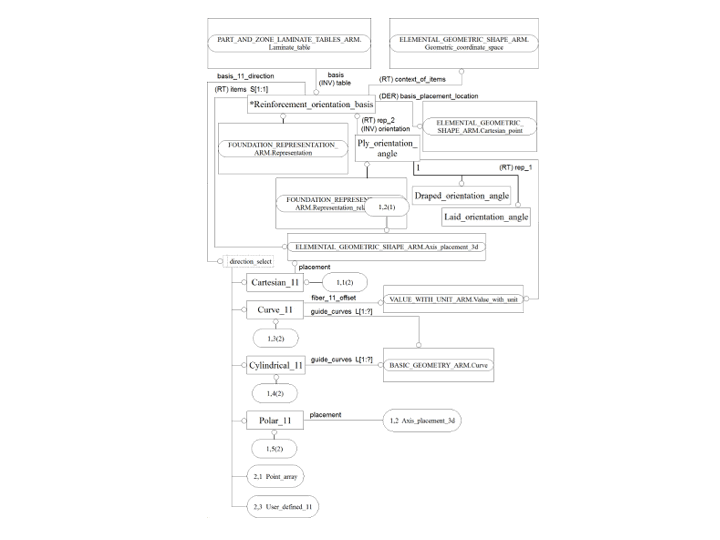 PART_AND_ZONE_LAMINATE_TABLES_ARM.
Laminate_table
ELEMENTAL_GEOMETRIC_SHAPE_ARM.
Geometric_coordinate_space
basis_11_direction
basis
(INV) table
(RT) context_of_items
(RT) items S[1:1]
(DER) basis_placement_location
*Reinforcement_orientation_basis
(RT) rep_2
(INV) orientation
ELEMENTAL_GEOMETRIC_
SHAPE_ARM.Cartesian_point
FOUNDATION_REPRESENTATION_
ARM.Representation
Ply_orientation_
angle
1
(RT) rep_1
Draped_orientation_angle
Laid_orientation_angle
FOUNDATION_REPRESENT
ARM.Representation_rel
1,2(1)
ELEMENTAL_GEOMETRIC_SHAPE_ARM.Axis_placement_3d
direction_select
placement
Cartesian_11
1,1(2)
fiber_11_offset
VALUE_WITH_UNIT_ARM.Value_with_unit
Curve_11
guide_curves L[1:?]
1,3(2)
Cylindrical_11
guide_curves L[1:?]
BASIC_GEOMETRY_ARM.Curve
1,4(2)
Polar_11
placement
1,2 Axis_placement_3d
1,5(2)
2,1 Point_array
2,3 User_defined_11